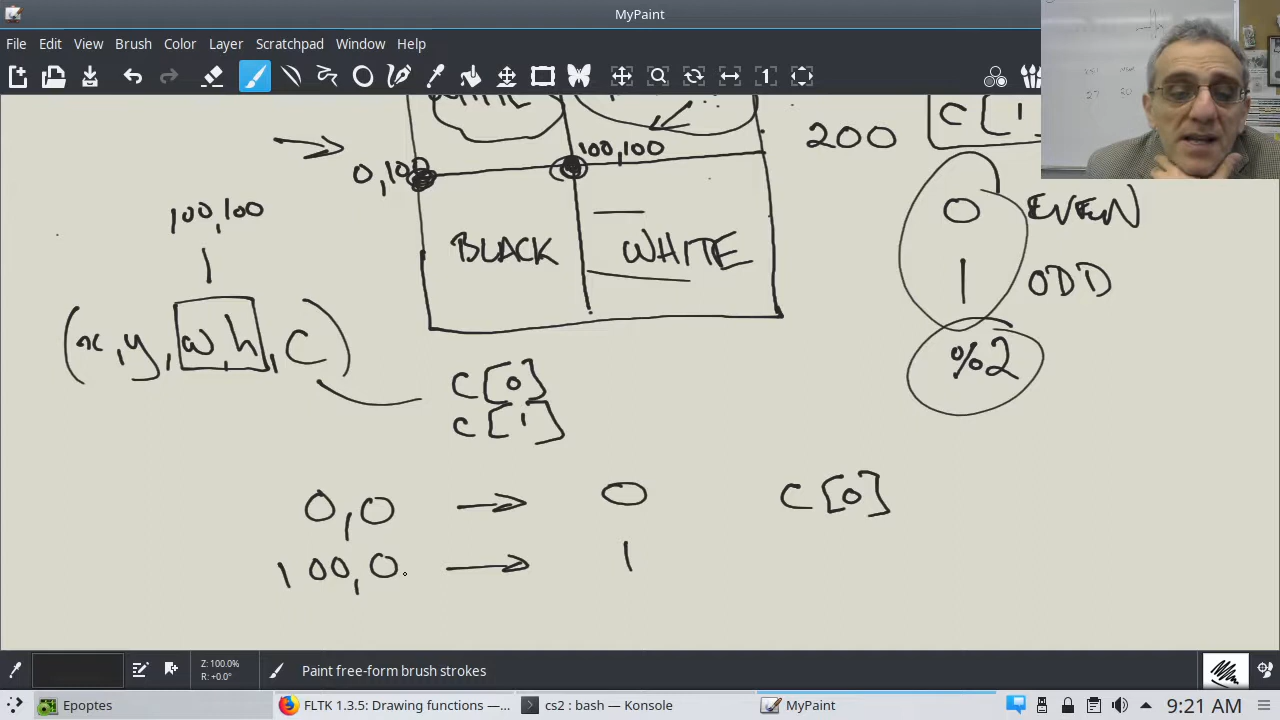 MyPaint
File Edit View Brush Color Layer Scratchpad Window Help
200
C[1
0,100
100,100
100,100
0 EVEN
BLACK WHITE
1 ODD
(x,y,w,h,C)
%2
C[0]
C[1]
0,0 → 0 C[0]
100,0 → 1
Z: 100.0%
R: +0.0°
Paint free-form brush strokes
Epoptes
FLTK 1.3.5: Drawing functions —...
cs2 : bash — Konsole
MyPaint
9:21 AM